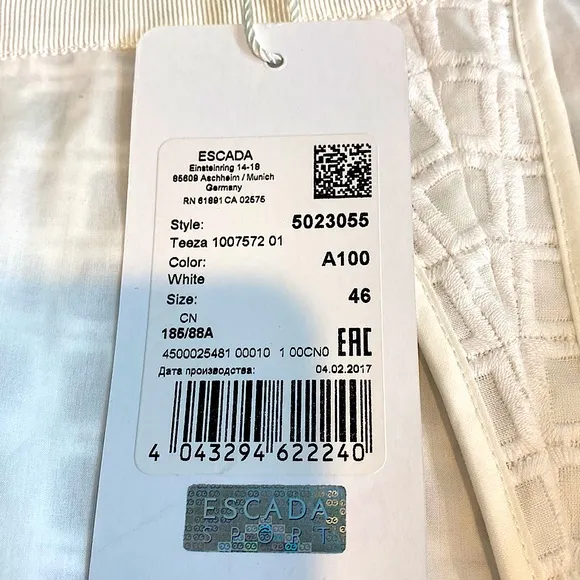 ESCADA
Einsteinring 14-18
85609 Aschheim / Munich
Germany
RN 61891 CA 02575
Style: 5023055
Teeza 1007572 01
Color: A100
White
Size: 46
CN
185/88A
4500025481 00010 1 00CN0 EAC
Дата производства: 04.02.2017
4 043294 622240
ESCADA
SPORT